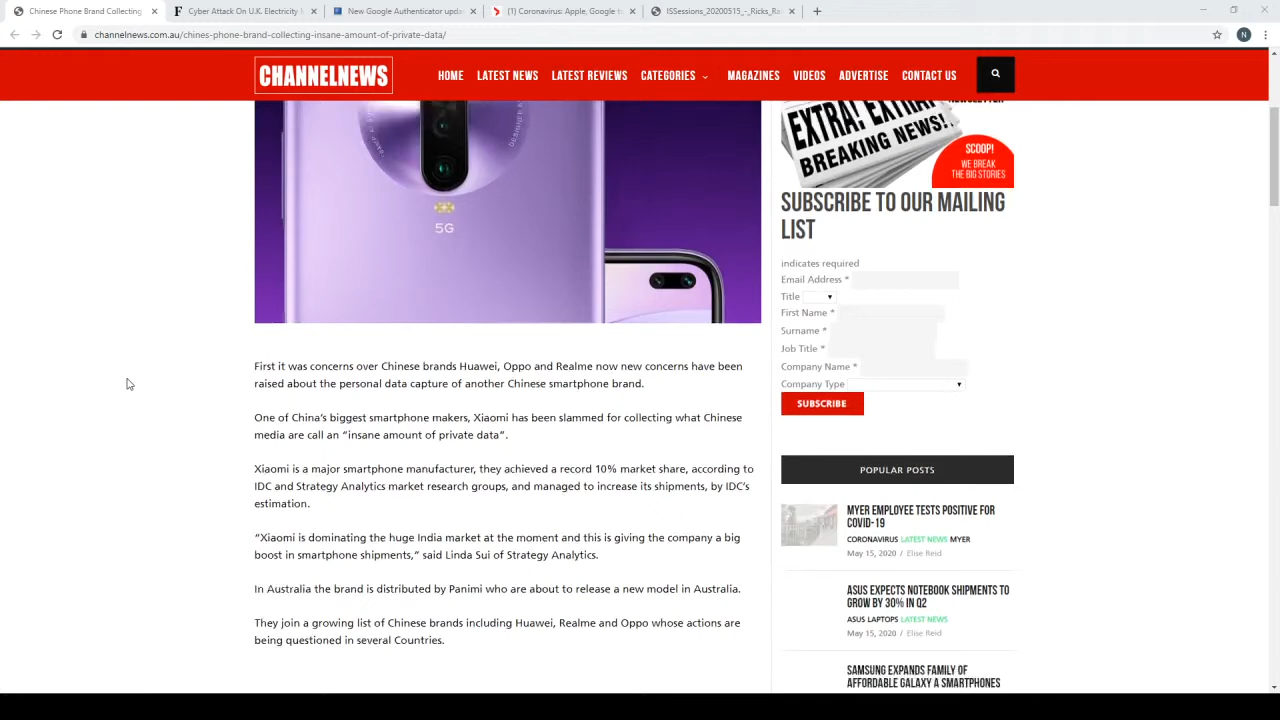 Chinese Phone Brand Collecting
Cyber Attack On U.K. Electricity M
New Google Authenticator upda
(1) Coronavirus: Apple, Google to
ISSessions_20200515_-_Ricks_Ra
channelnews.com.au/chines-phone-brand-collecting-insane-amount-of-private-data/
N
CHANNELNEWS
HOME
LATEST NEWS
LATEST REVIEWS
CATEGORIES
MAGAZINES
VIDEOS
ADVERTISE
CONTACT US
5G
NEWSLETTER
EXTRA! EXTRA!
BREAKING NEWS!
SCOOP!
WE BREAK
THE BIG STORIES
SUBSCRIBE TO OUR MAILING
LIST
indicates required
Email Address *
Title
First Name *
Surname *
Job Title *
Company Name *
Company Type
SUBSCRIBE
First it was concerns over Chinese brands Huawei, Oppo and Realme now new concerns have been
raised about the personal data capture of another Chinese smartphone brand.
One of China's biggest smartphone makers, Xiaomi has been slammed for collecting what Chinese
media are call an “insane amount of private data”.
Xiaomi is a major smartphone manufacturer, they achieved a record 10% market share, according to
IDC and Strategy Analytics market research groups, and managed to increase its shipments, by IDC's
estimation.
“Xiaomi is dominating the huge India market at the moment and this is giving the company a big
boost in smartphone shipments,” said Linda Sui of Strategy Analytics.
In Australia the brand is distributed by Panimi who are about to release a new model in Australia.
They join a growing list of Chinese brands including Huawei, Realme and Oppo whose actions are
being questioned in several Countries.
POPULAR POSTS
MYER EMPLOYEE TESTS POSITIVE FOR
COVID-19
CORONAVIRUS LATEST NEWS MYER
May 15, 2020 / Elise Reid
ASUS EXPECTS NOTEBOOK SHIPMENTS TO
GROW BY 30% IN Q2
ASUS LAPTOPS LATEST NEWS
May 15, 2020 / Elise Reid
SAMSUNG EXPANDS FAMILY OF
AFFORDABLE GALAXY A SMARTPHONES